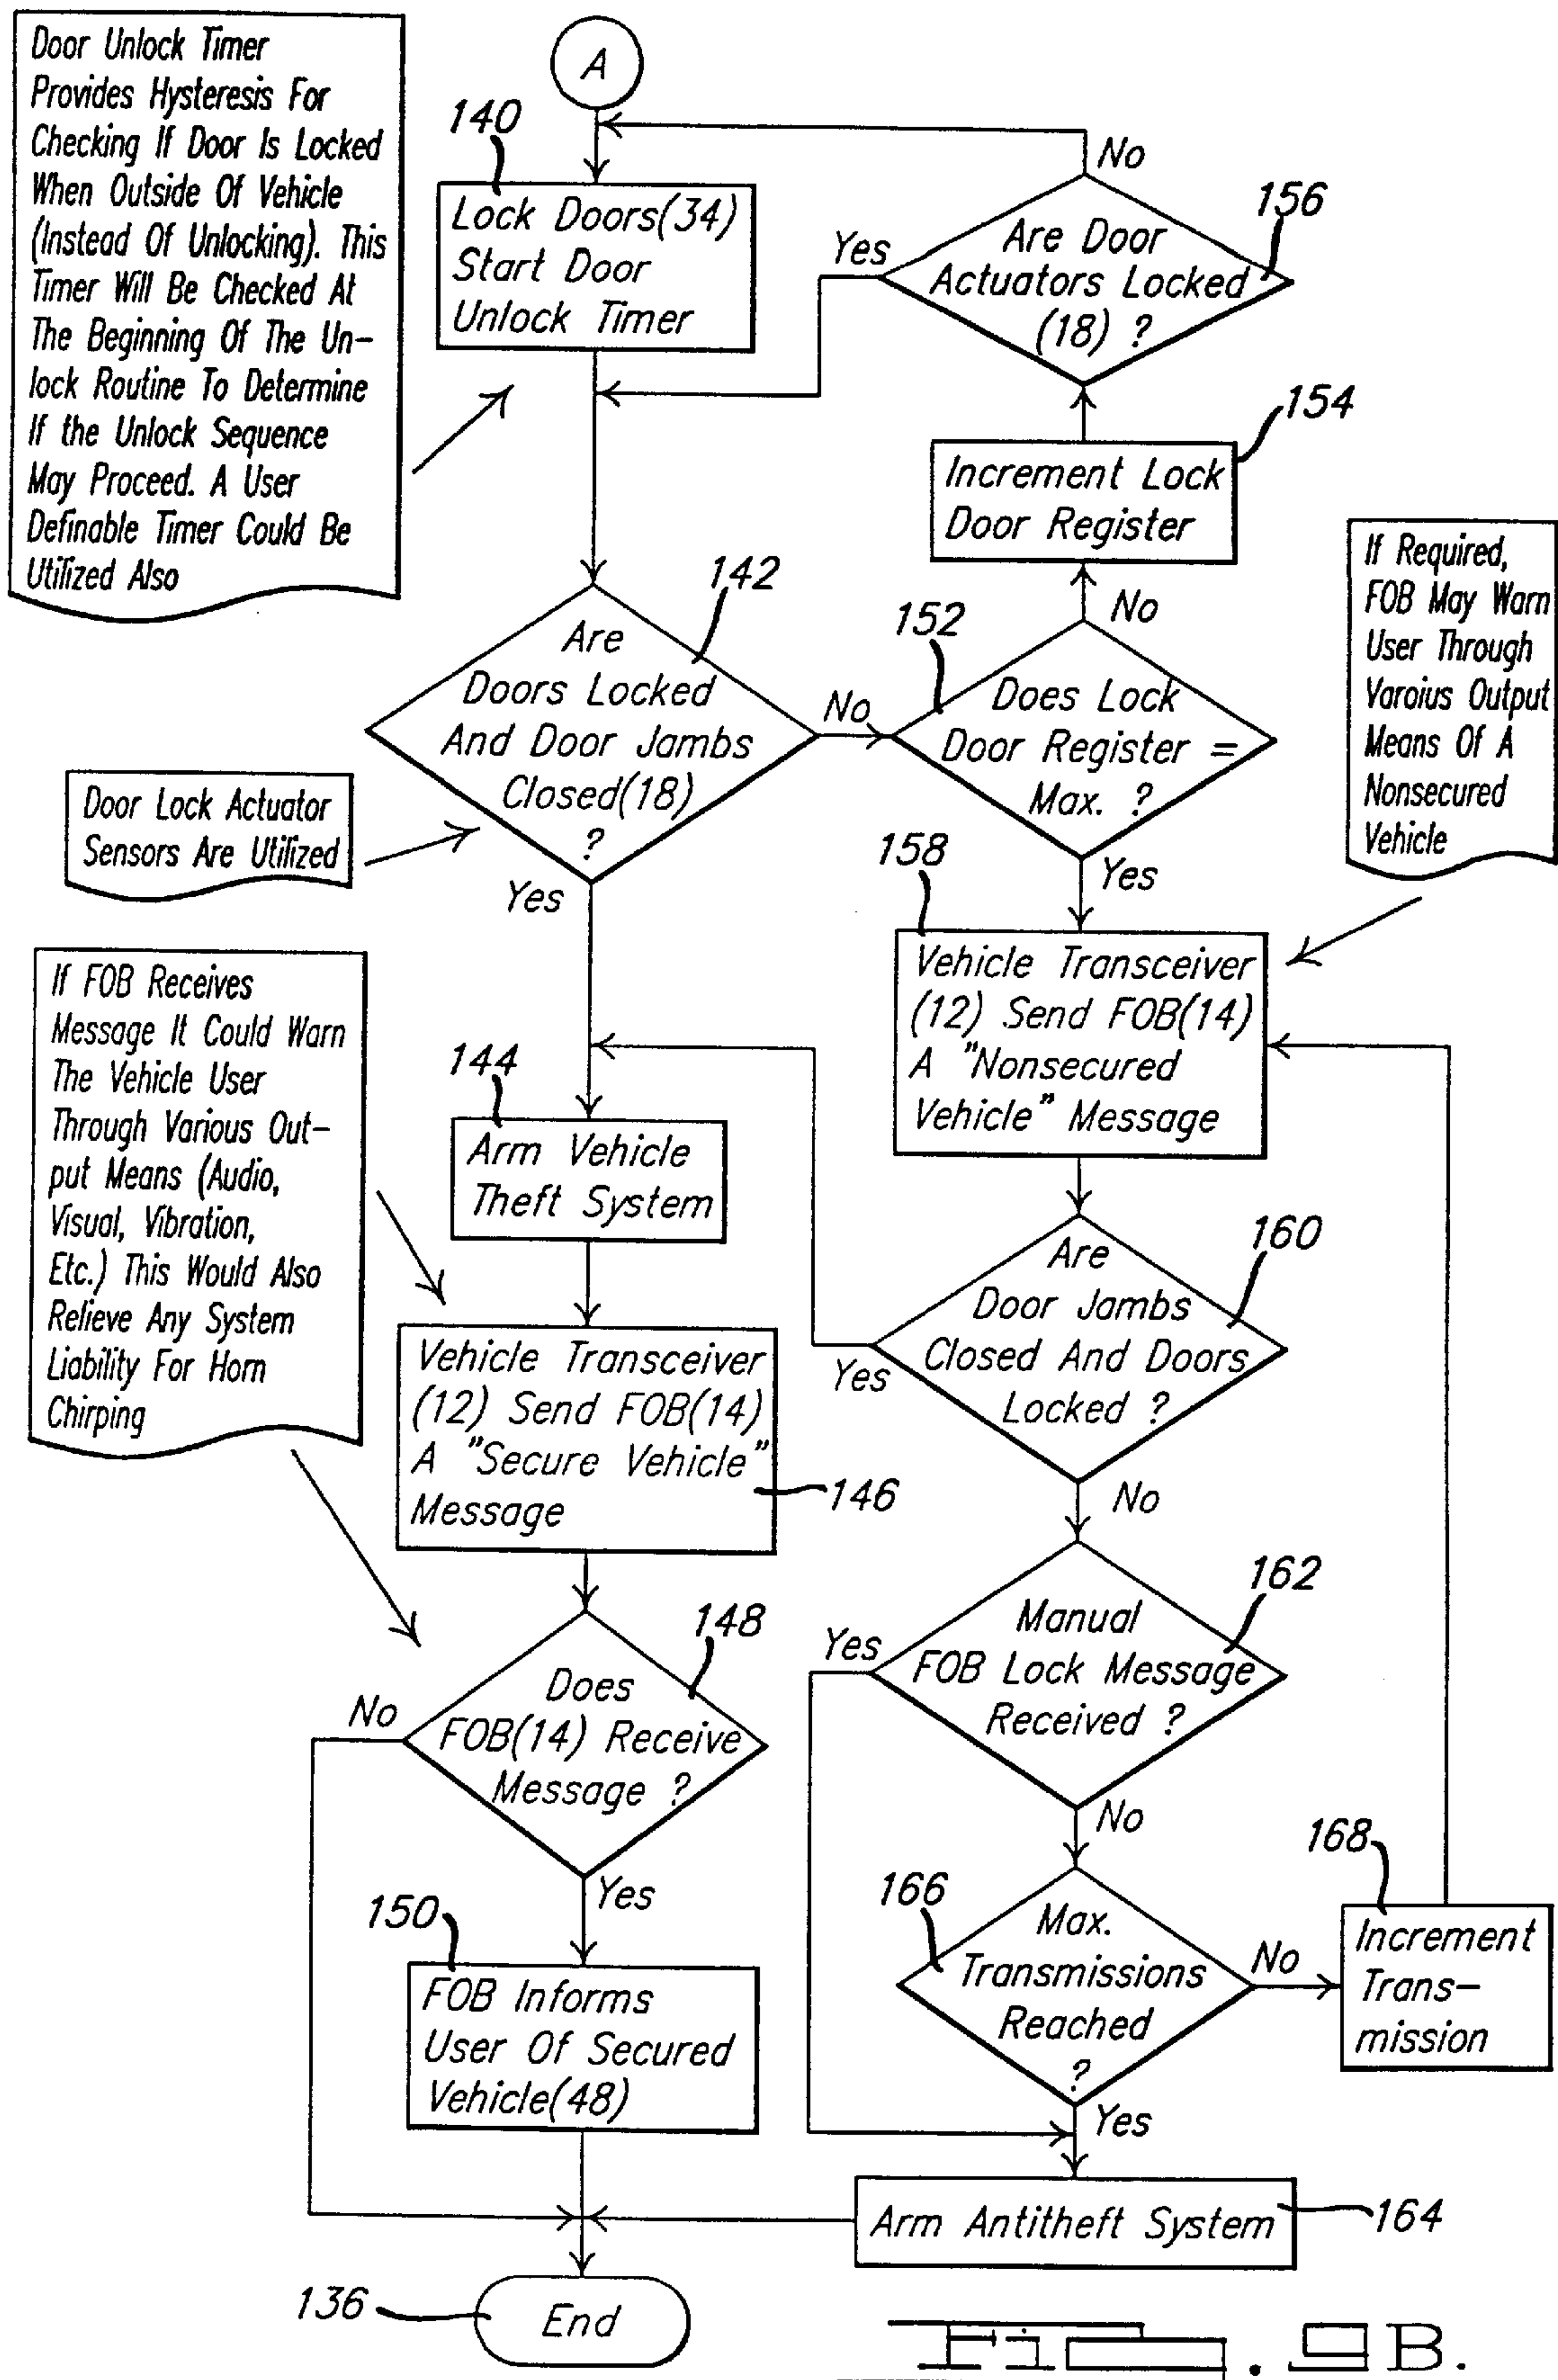 Door Unlock Timer
Provides Hysteresis For
Checking If Door Is Locked
When Outside Of Vehicle
(Instead Of Unlocking). This
Timer Will Be Checked At
The Beginning Of The Un-
lock Routine To Determine
If the Unlock Sequence
May Proceed. A User
Definable Timer Could Be
Utilized Also
A
140
Lock Doors(34)
Start Door
Unlock Timer
No
156
Yes
Are Door
Actuators Locked
(18) ?
154
Increment Lock
Door Register
No
If Required,
FOB May Warn
User Through
Varoius Output
Means Of A
Nonsecured
Vehicle
142
Are
Doors Locked
And Door Jambs
Closed(18)
?
No
Yes
152
Does Lock
Door Register =
Max. ?
Yes
Door Lock Actuator
Sensors Are Utilized
158
Vehicle Transceiver
(12) Send FOB(14)
A "Nonsecured
Vehicle" Message
If FOB Receives
Message It Could Warn
The Vehicle User
Through Various Out-
put Means (Audio,
Visual, Vibration,
Etc.) This Would Also
Relieve Any System
Liability For Horn
Chirping
144
Arm Vehicle
Theft System
160
Are
Door Jambs
Closed And Doors
Locked ?
Yes
No
Vehicle Transceiver
(12) Send FOB(14)
A "Secure Vehicle"
Message
146
162
Manual
FOB Lock Message
Received ?
Yes
No
148
Does
FOB(14) Receive
Message ?
No
Yes
166
Max.
Transmissions
Reached
?
No
Yes
168
Increment
Trans-
mission
150
FOB Informs
User Of Secured
Vehicle(48)
Arm Antitheft System
164
136
End
FIG. 9B.